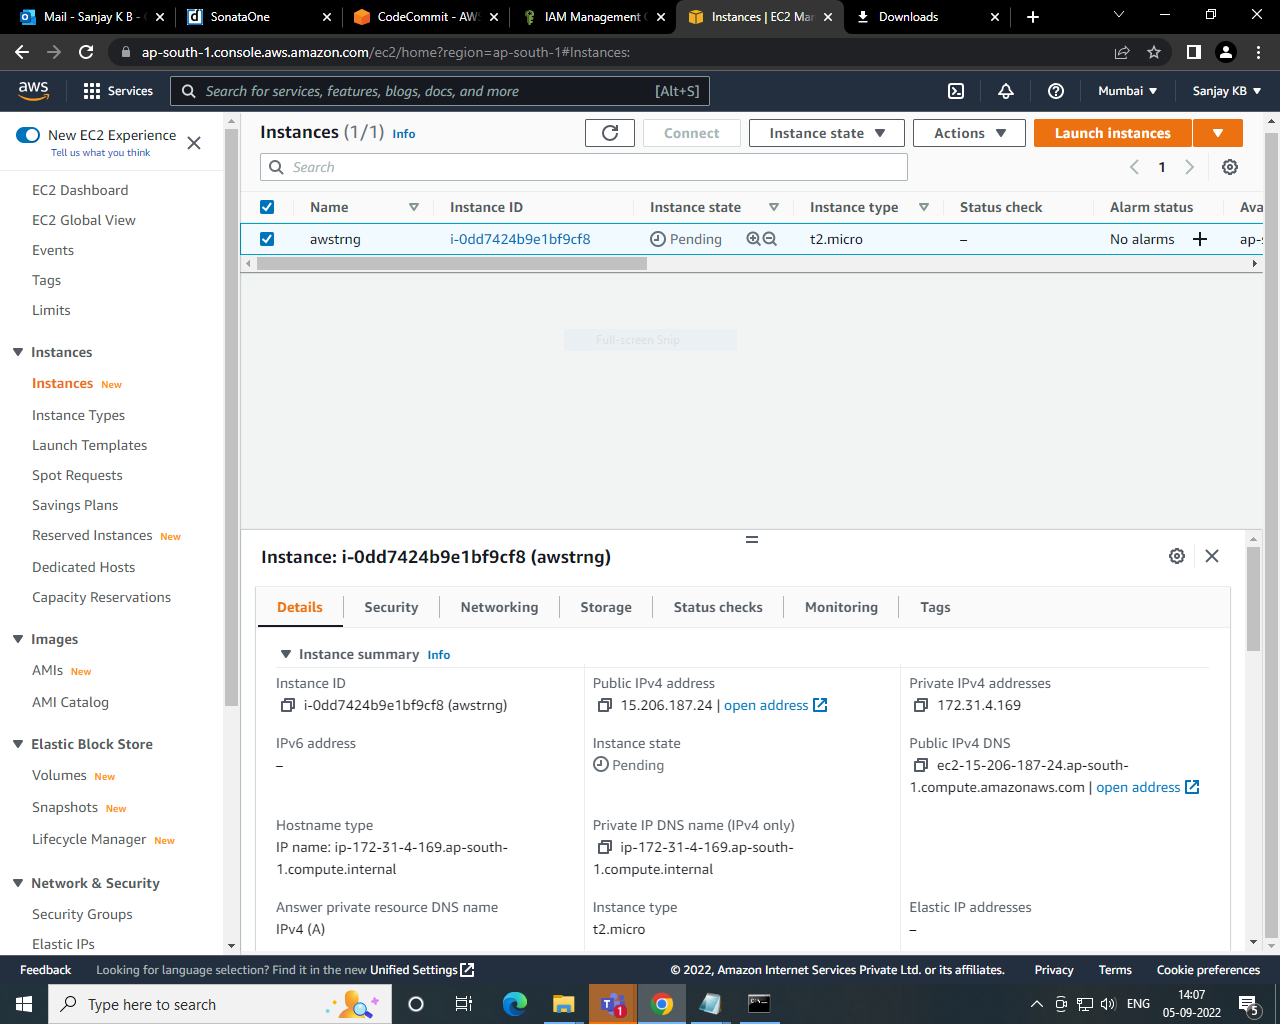 Mail - Sanjay K B -
SonataOne
CodeCommit - AWS
IAM Management
Instances | EC2 Man
Downloads
ap-south-1.console.aws.amazon.com/ec2/home?region=ap-south-1#Instances:
aws
Services
Search for services, features, blogs, docs, and more
[Alt+S]
Mumbai
Sanjay KB
New EC2 Experience
Tell us what you think
EC2 Dashboard
EC2 Global View
Events
Tags
Limits
Instances
Instances New
Instance Types
Launch Templates
Spot Requests
Savings Plans
Reserved Instances New
Dedicated Hosts
Capacity Reservations
Images
AMIs New
AMI Catalog
Elastic Block Store
Volumes New
Snapshots New
Lifecycle Manager New
Network & Security
Security Groups
Elastic IPs
Instances (1/1) Info
Connect
Instance state
Actions
Launch instances
Search
1
Name
Instance ID
Instance state
Instance type
Status check
Alarm status
Ava
awstrng
i-0dd7424b9e1bf9cf8
Pending
t2.micro
–
No alarms
ap-s
Full-screen Snip
Instance: i-0dd7424b9e1bf9cf8 (awstrng)
Details
Security
Networking
Storage
Status checks
Monitoring
Tags
Instance summary Info
Instance ID
i-0dd7424b9e1bf9cf8 (awstrng)
Public IPv4 address
15.206.187.24 | open address
Private IPv4 addresses
172.31.4.169
IPv6 address
–
Instance state
Pending
Public IPv4 DNS
ec2-15-206-187-24.ap-south-
1.compute.amazonaws.com | open address
Hostname type
IP name: ip-172-31-4-169.ap-south-
1.compute.internal
Private IP DNS name (IPv4 only)
ip-172-31-4-169.ap-south-
1.compute.internal
Answer private resource DNS name
IPv4 (A)
Instance type
t2.micro
Elastic IP addresses
–
Feedback
Looking for language selection? Find it in the new Unified Settings
© 2022, Amazon Internet Services Private Ltd. or its affiliates.
Privacy
Terms
Cookie preferences
Type here to search
1
ENG
14:07
05-09-2022
5